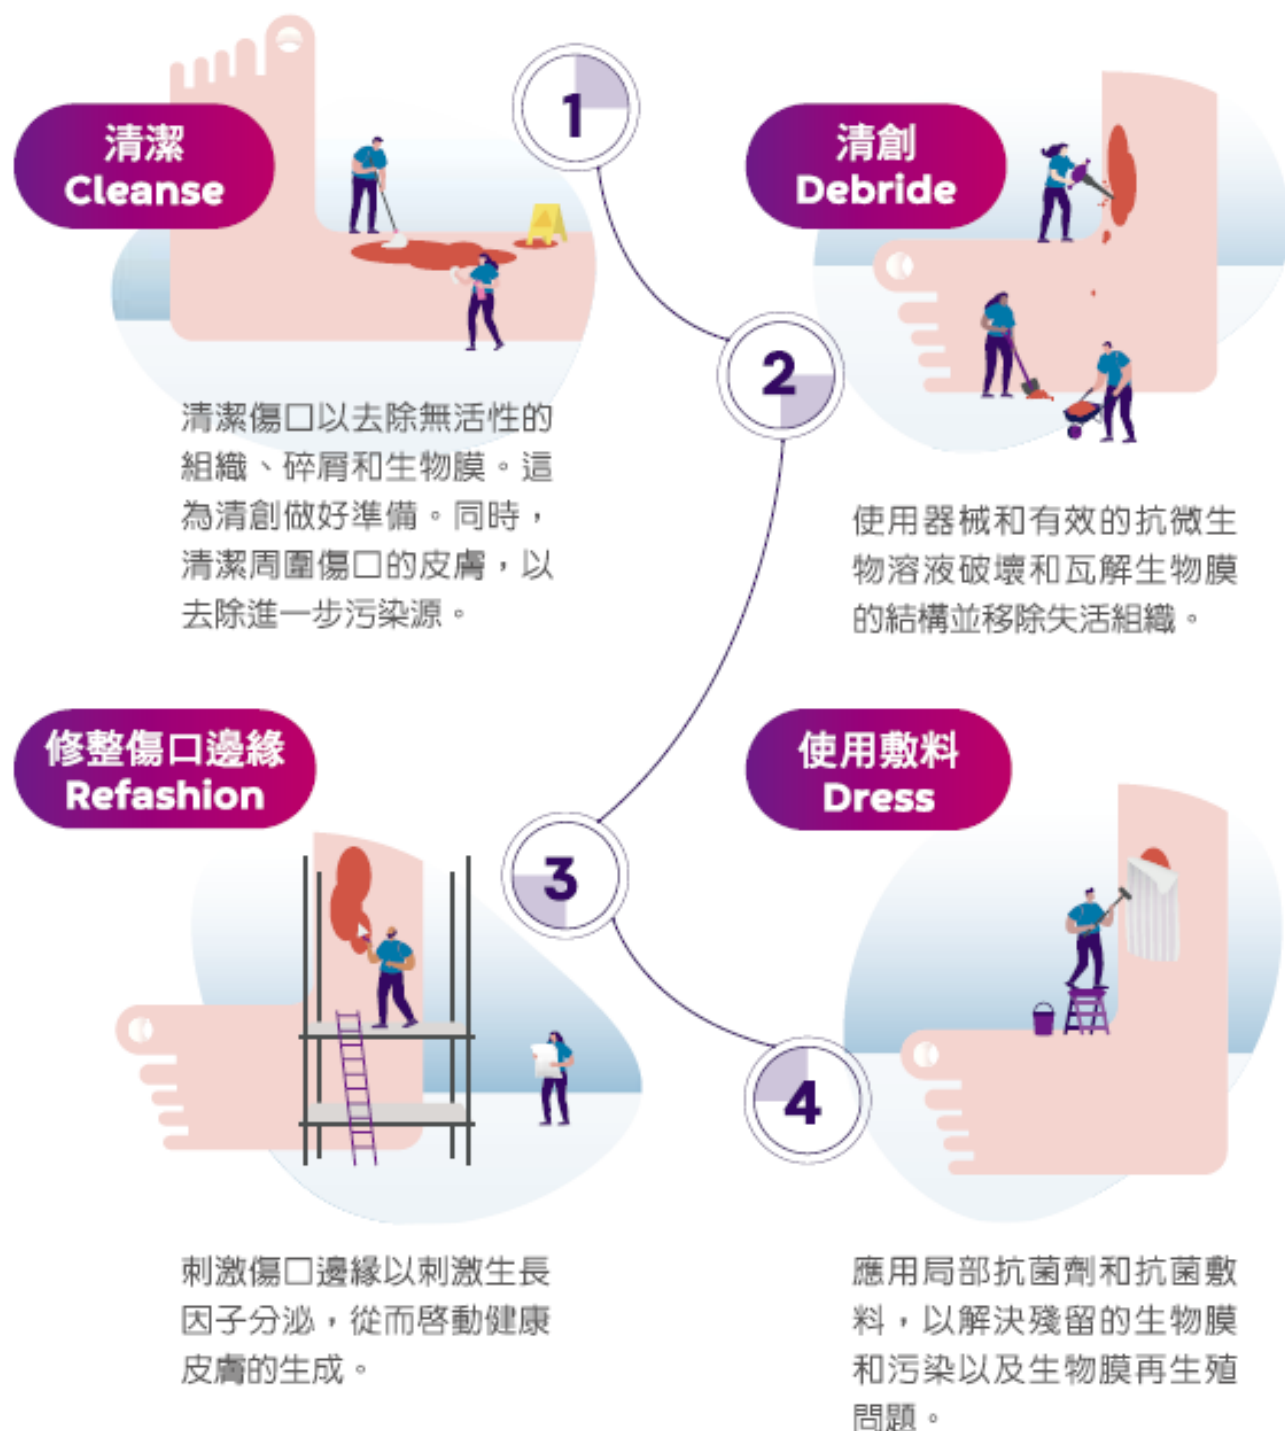 1
清潔
Cleanse
清潔傷口以去除無活性的
組織、碎屑和生物膜。這
為清創做好準備。同時，
清潔周圍傷口的皮膚，以
去除進一步污染源。
2
清創
Debride
使用器械和有效的抗微生
物溶液破壞和瓦解生物膜
的結構並移除失活組織。
3
修整傷口邊緣
Refashion
刺激傷口邊緣以刺激生長
因子分泌，從而啓動健康
皮膚的生成。
4
使用敷料
Dress
應用局部抗菌劑和抗菌敷
料，以解決殘留的生物膜
和污染以及生物膜再生殖
問題。